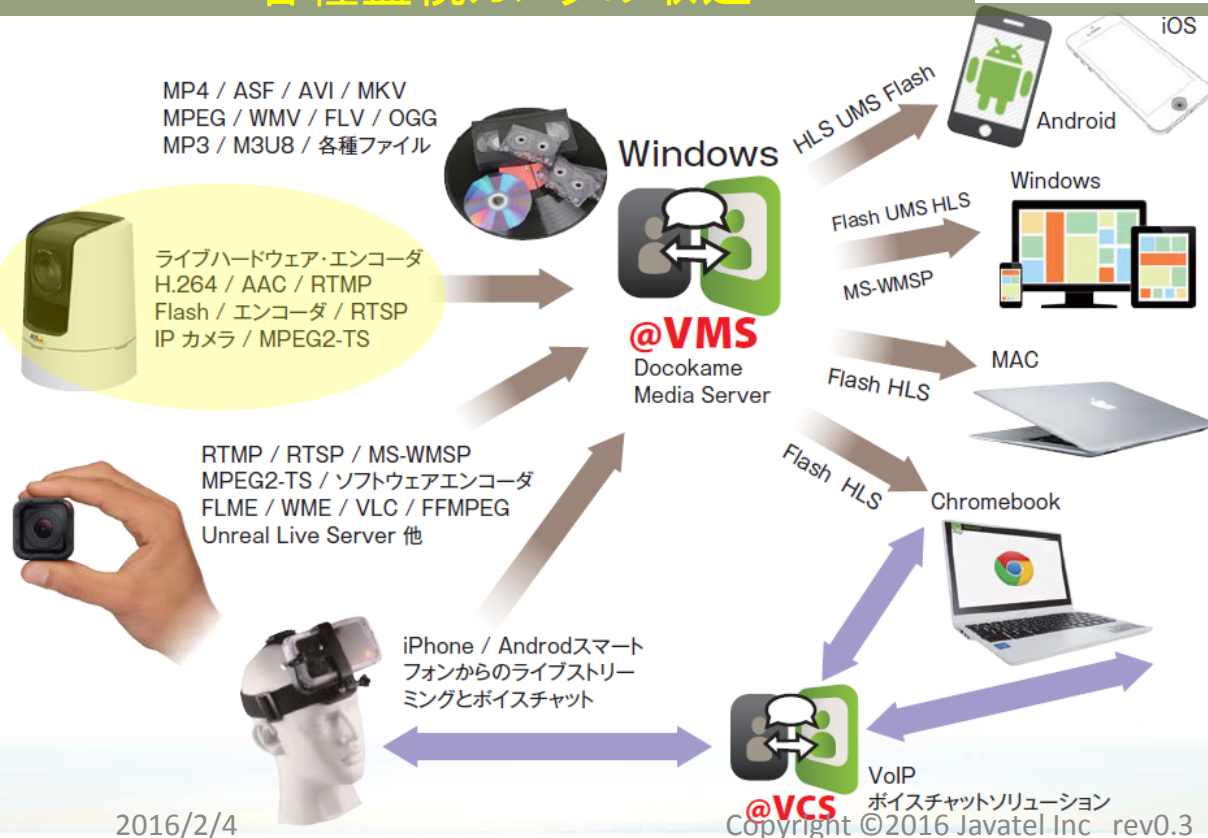 iOS
MP4 / ASF / AVI / MKV
MPEG / WMV / FLV / OGG
MP3 / M3U8 / 各種ファイル
HLS UMS Flash
Android
Windows
Windows
Flash UMS HLS
MS-WMSP
ライブハードウェア・エンコーダ
H.264 / AAC / RTMP
Flash / エンコーダ / RTSP
IP カメラ / MPEG2-TS
@VMS
Docokame
Media Server
MAC
Flash HLS
RTMP / RTSP / MS-WMSP
MPEG2-TS / ソフトウェアエンコーダ
FLME / WME / VLC / FFMPEG
Unreal Live Server 他
Flash HLS
Chromebook
iPhone / Androdスマート
フォンからのライブストリー
ミングとボイスチャット
@VCS
VoIP
ボイスチャットソリューション
2016/2/4
Copyright ©2016 Javatel Inc rev0.3